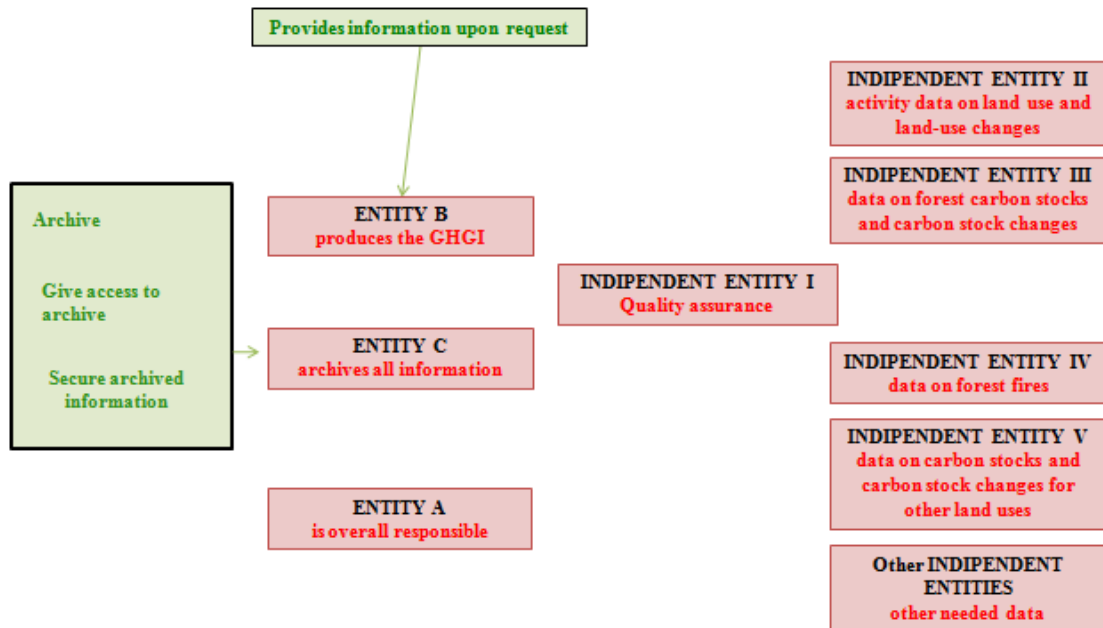 Provides information upon request
INDIPENDENT ENTITY II
activity data on land use and
land-use changes
INDIPENDENT ENTITY III
data on forest carbon stocks
and carbon stock changes
Archive
Give access to
archive
Secure archived
information
ENTITY B
produces the GHGI
INDIPENDENT ENTITY I
Quality assurance
ENTITY C
archives all information
INDIPENDENT ENTITY IV
data on forest fires
INDIPENDENT ENTITY V
data on carbon stocks and
carbon stock changes for
other land uses
ENTITY A
is overall responsible
Other INDIPENDENT
ENTITIES
other needed data